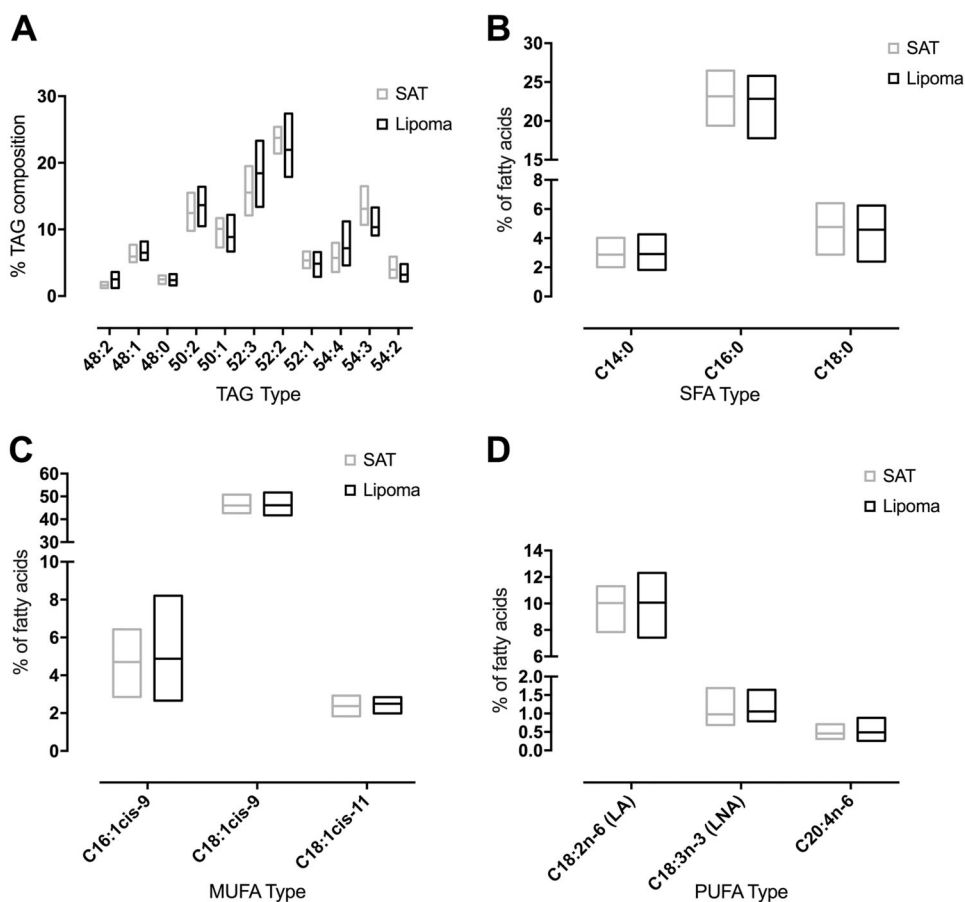 A
SAT
Lipoma
% TAG composition
30
20
10
0
48:2
48:1
48:0
50:2
50:1
52:3
52:2
52:1
54:4
54:3
54:2
TAG Type
B
SAT
Lipoma
% of fatty acids
30
25
20
15
8
6
4
2
0
C14:0
C16:0
C18:0
SFA Type
C
SAT
Lipoma
% of fatty acids
60
50
40
30
10
8
6
4
2
0
C16:1cis-9
C18:1cis-9
C18:1cis-11
MUFA Type
D
SAT
Lipoma
% of fatty acids
14
12
10
8
6
2.0
1.5
1.0
0.5
0.0
C18:2n-6 (LA)
C18:3n-3 (LNA)
C20:4n-6
PUFA Type